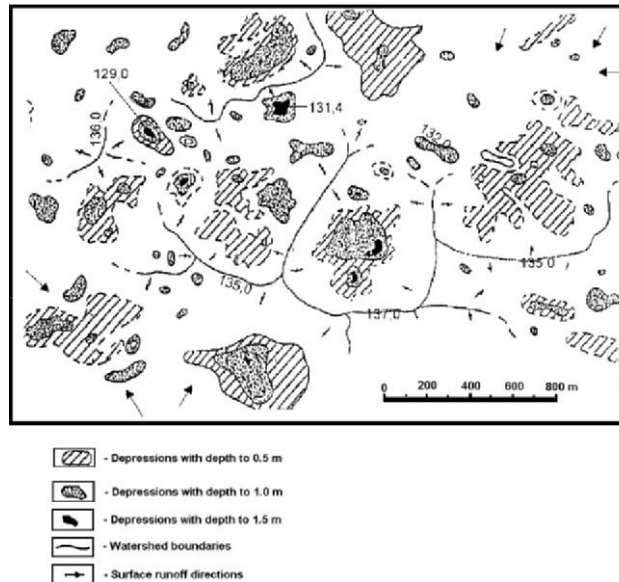 129,0
131,4
136,0
132,0
135,0
135,0
137,0
0 200 400 600 800 m
- Depressions with depth to 0.5 m
- Depressions with depth to 1.0 m
- Depressions with depth to 1.5 m
- Watershed boundaries
- Surface runoff directions